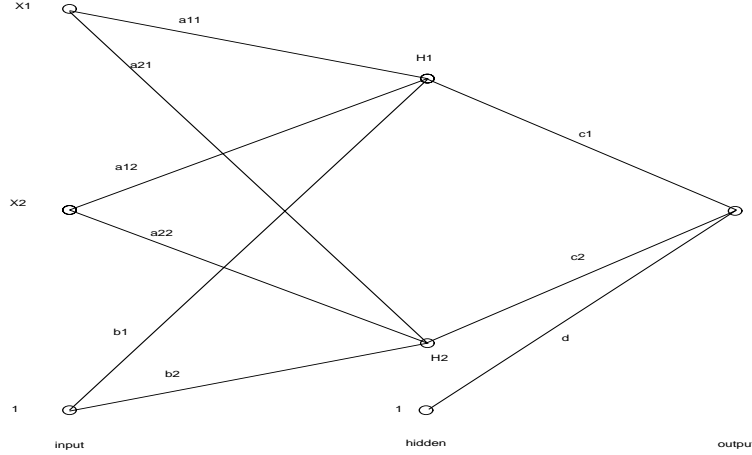 X1
a11
a21
H1
c1
a12
X2
a22
c2
b1
d
H2
b2
1
1
input
hidden
outpu